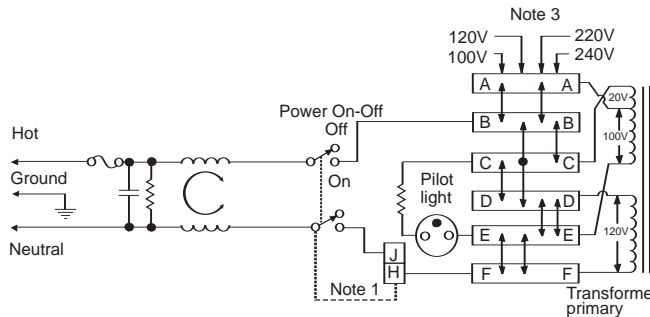 Note 3
120V 220V
100V 240V
A A
20V
Power On-Off
Off
B B
100V
Hot
C C
Ground
On
Pilot
light
D D
Neutral
E E
120V
J
H
F F
Note 1
Transforme
primary